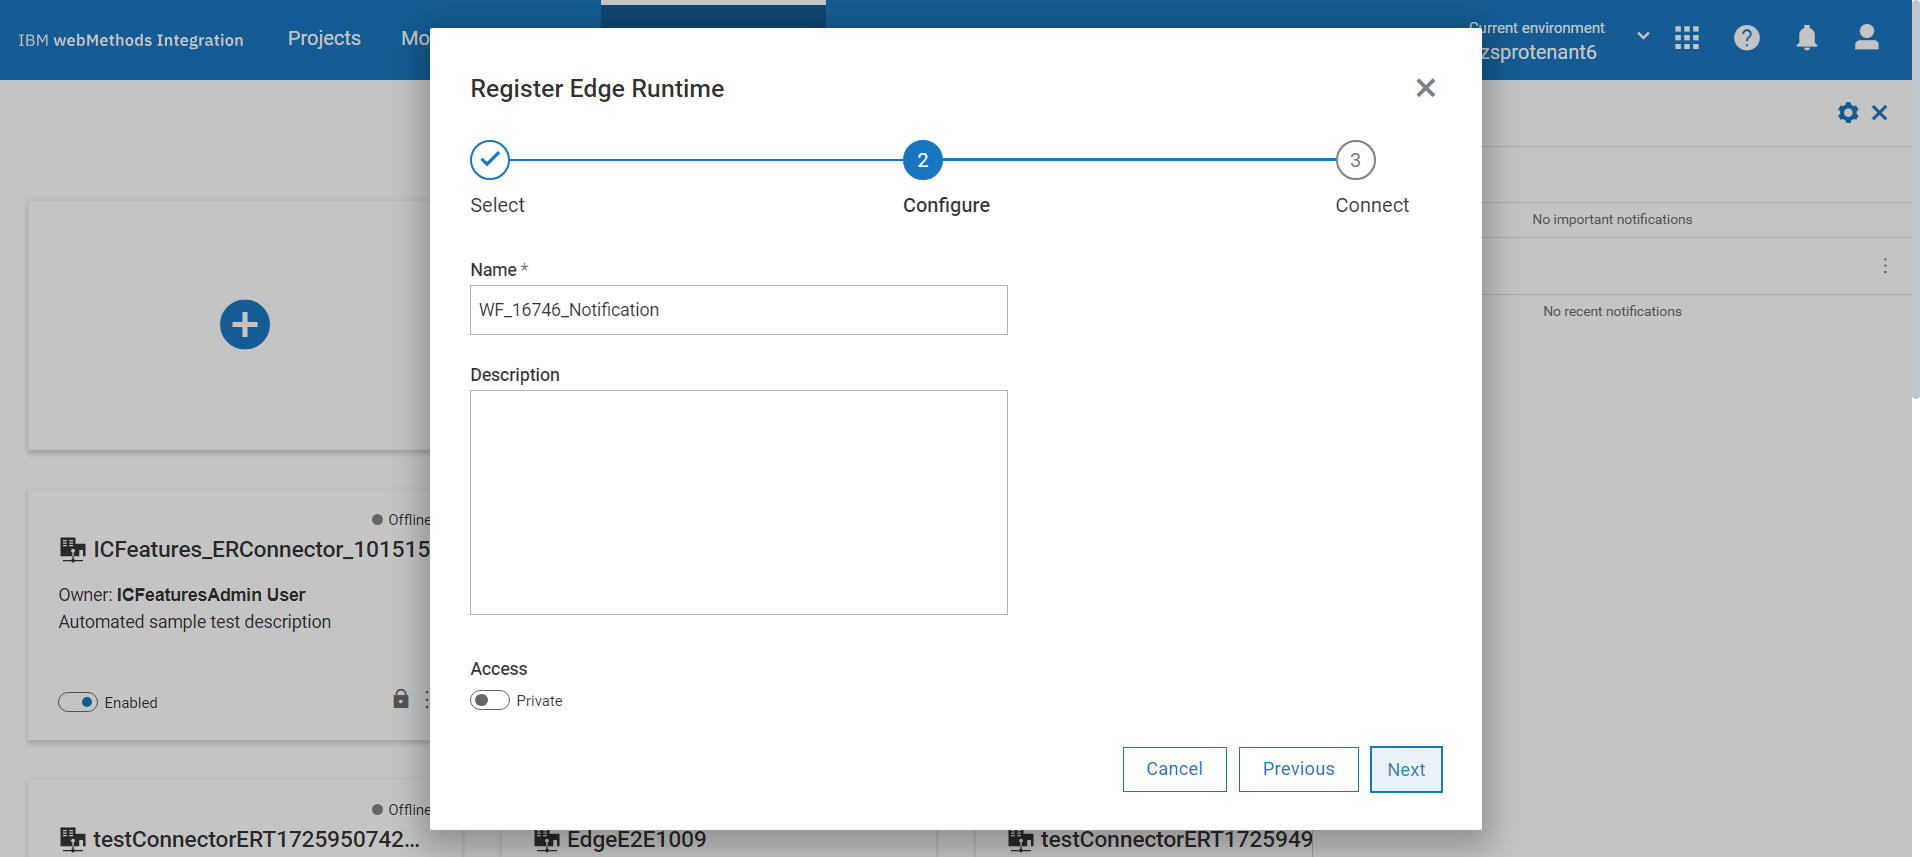 IBM webMethods Integration
Projects
Mo
Current environment
zsprotenant6
Register Edge Runtime
2
3
Select
Configure
Connect
No important notifications
No recent notifications
Name *
WF_16746_Notification
Description
Offline
ICFeatures_ERConnector_101515
Owner: ICFeaturesAdmin User
Automated sample test description
Enabled
Access
Private
Cancel
Previous
Next
Offline
testConnectorERT1725950742...
EdgeE2E1009
testConnectorERT1725949